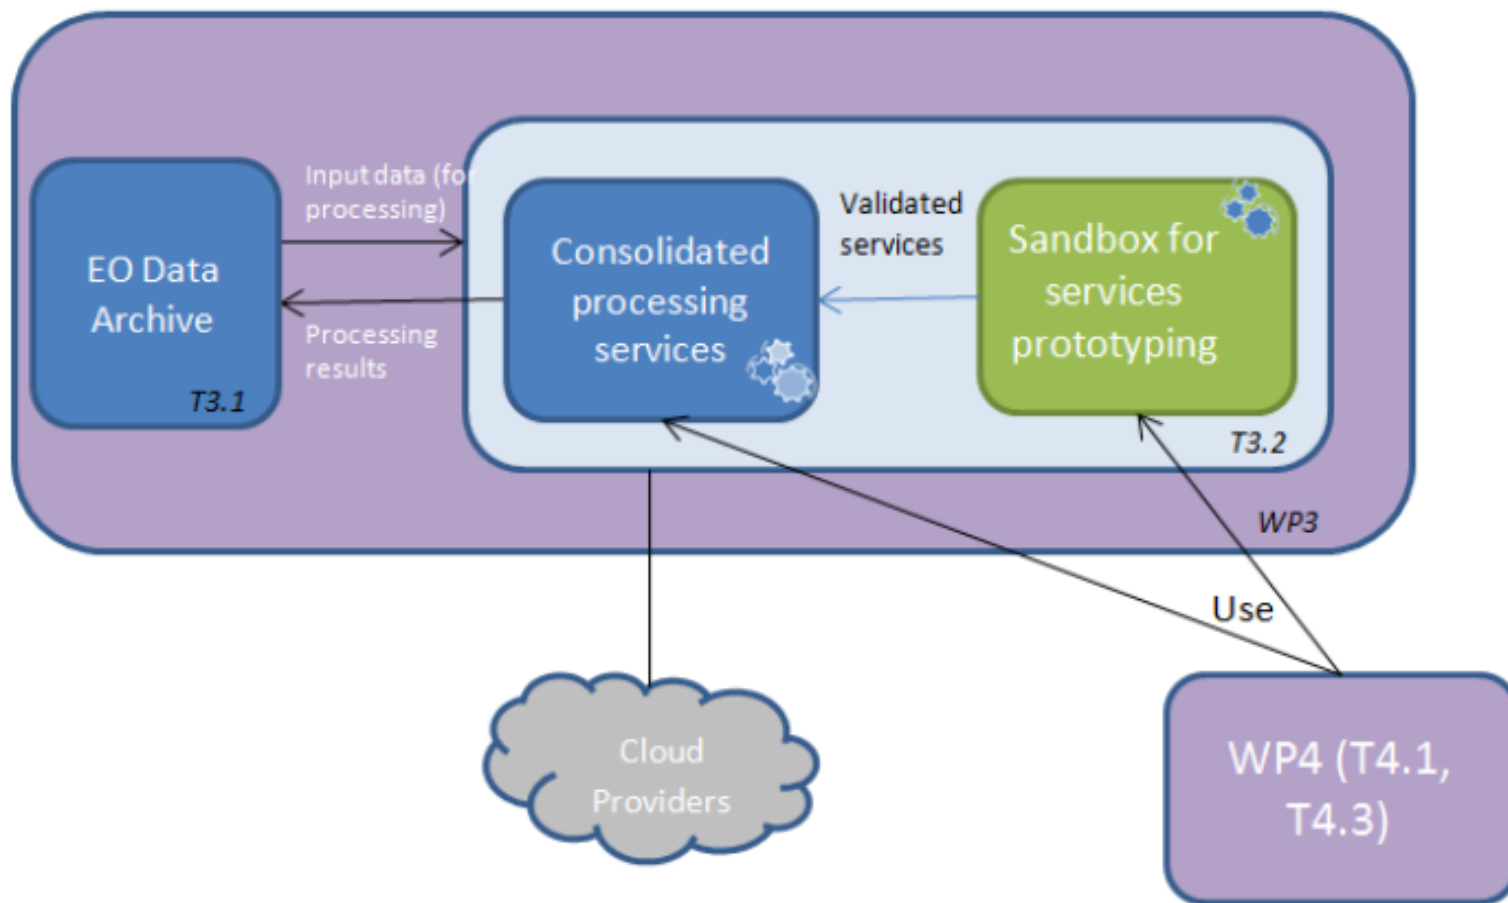 Input data (for
processing)
EO Data
Archive
T3.1
Processing
results
Consolidated
processing
services
Validated
services
Sandbox for
services
prototyping
T3.2
WP3
Use
Cloud
Providers
WP4 (T4.1,
T4.3)